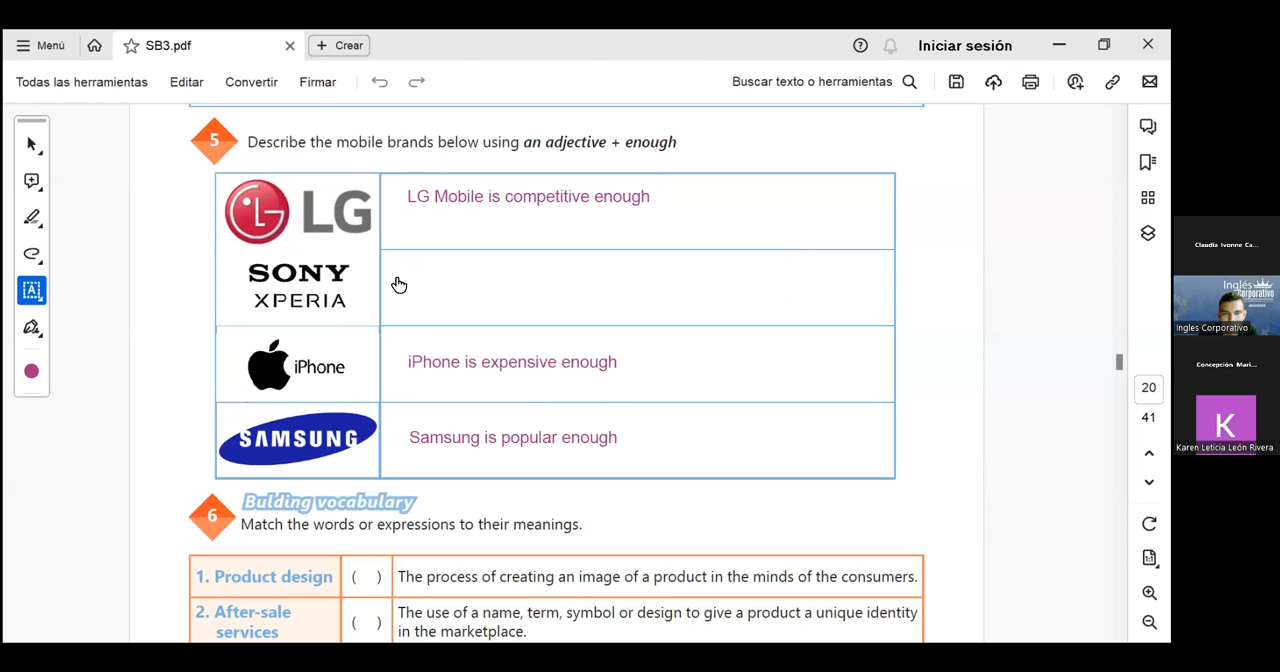 Menú
SB3.pdf
Crear
Iniciar sesión
Todas las herramientas
Editar
Convertir
Firmar
Buscar texto o herramientas
5
Describe the mobile brands below using an adjective + enough
LG
LG Mobile is competitive enough
SONY
XPERIA
iPhone
iPhone is expensive enough
SAMSUNG
Samsung is popular enough
6
Bulding vocabulary
Match the words or expressions to their meanings.
1. Product design
( )
The process of creating an image of a product in the minds of the consumers.
2. After-sale
services
( )
The use of a name, term, symbol or design to give a product a unique identity
in the marketplace.
20
41
Claudia Ivonne Ca...
Inglés
Corporativo
Ingles Corporativo
Concepción Mari...
K
Karen Leticia León Rivera